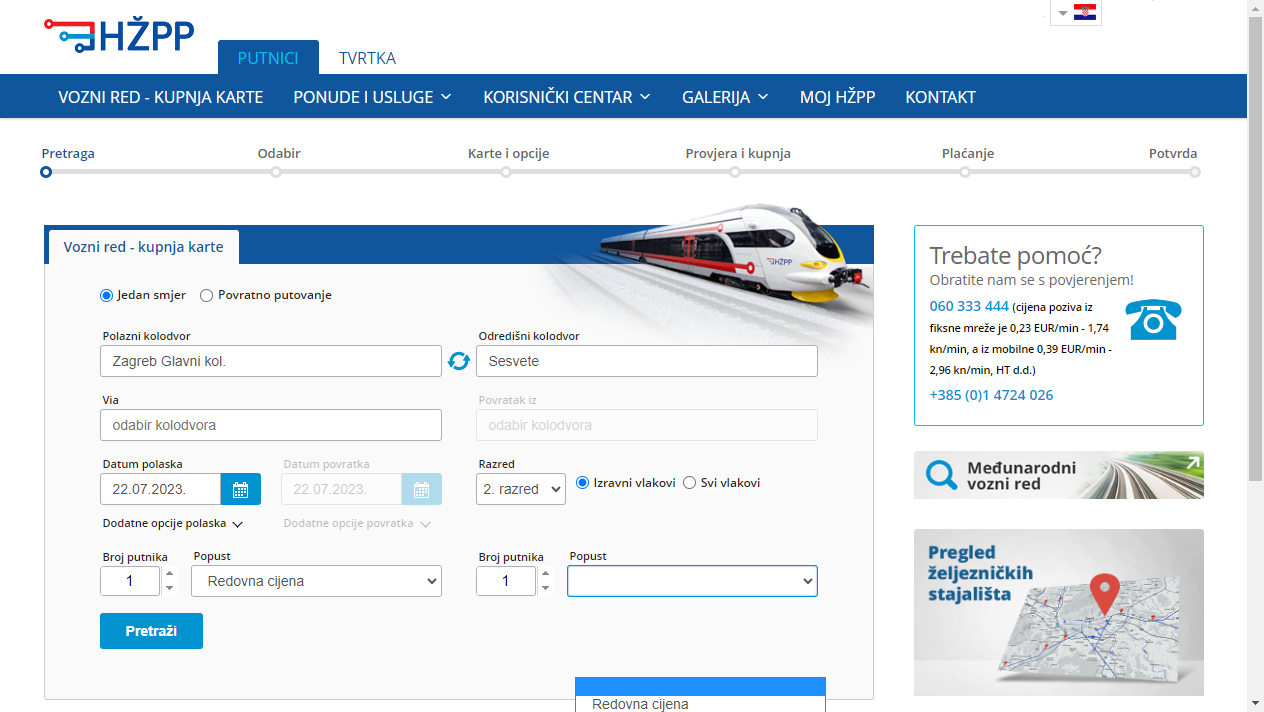 HŽPP
PUTNICI
TVRTKA
VOZNI RED - KUPNJA KARTE
PONUDE I USLUGE
KORISNIČKI CENTAR
GALERIJA
MOJ HŽPP
KONTAKT
Pretraga
Odabir
Karte i opcije
Provjera i kupnja
Plaćanje
Potvrda
Vozni red - kupnja karte
HŽPP
Jedan smjer
Povratno putovanje
Polazni kolodvor
Odredišni kolodvor
Zagreb Glavni kol.
Sesvete
Via
Povratak iz
odabir kolodvora
odabir kolodvora
Datum polaska
Datum povratka
Razred
22.07.2023.
22.07.2023.
2. razred
Izravni vlakovi
Svi vlakovi
Dodatne opcije polaska
Dodatne opcije povratka
Broj putnika
Popust
Broj putnika
Popust
1
Redovna cijena
1
Pretraži
Redovna cijena
Trebate pomoć?
Obratite nam se s povjerenjem!
060 333 444 (cijena poziva iz
fiksne mreže je 0,23 EUR/min - 1,74
kn/min, a iz mobilne 0,39 EUR/min -
2,96 kn/min, HT d.d.)
+385 (0)1 4724 026
Međunarodni
vozni red
Pregled
željezničkih
stajališta